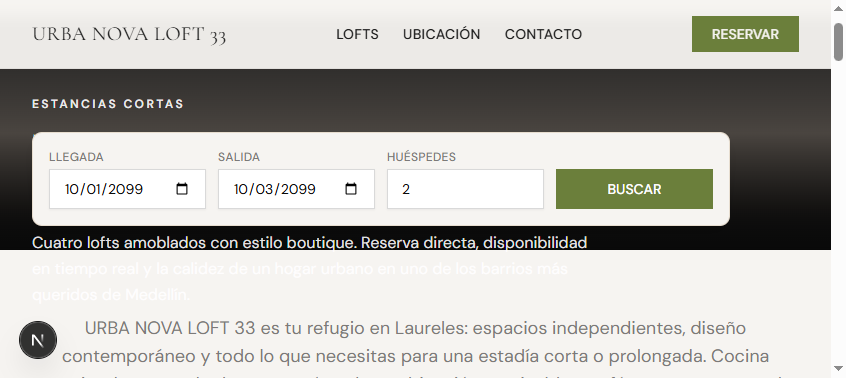 URBA NOVA LOFT 33
LOFTS UBICACIÓN CONTACTO
RESERVAR
ESTANCIAS CORTAS
LLEGADA SALIDA HUÉSPEDES
10/01/2099 10/03/2099 2 BUSCAR
Cuatro lofts amoblados con estilo boutique. Reserva directa, disponibilidad
en tiempo real y la calidez de un hogar urbano en uno de los barrios más
queridos de Medellín.
URBA NOVA LOFT 33 es tu refugio en Laureles: espacios independientes, diseño
N
contemporáneo y todo lo que necesitas para una estadía corta o prolongada. Cocina